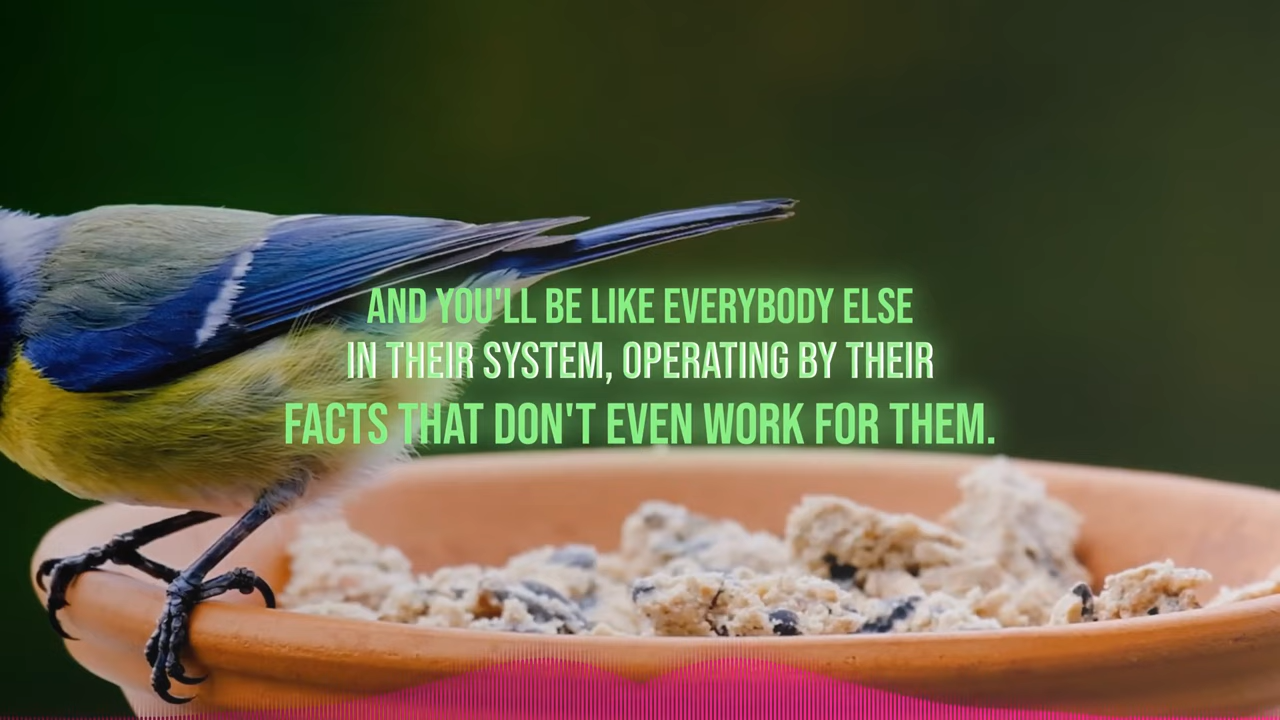 AND YOU'LL BE LIKE EVERYBODY ELSE
IN THEIR SYSTEM, OPERATING BY THEIR
FACTS THAT DON'T EVEN WORK FOR THEM.